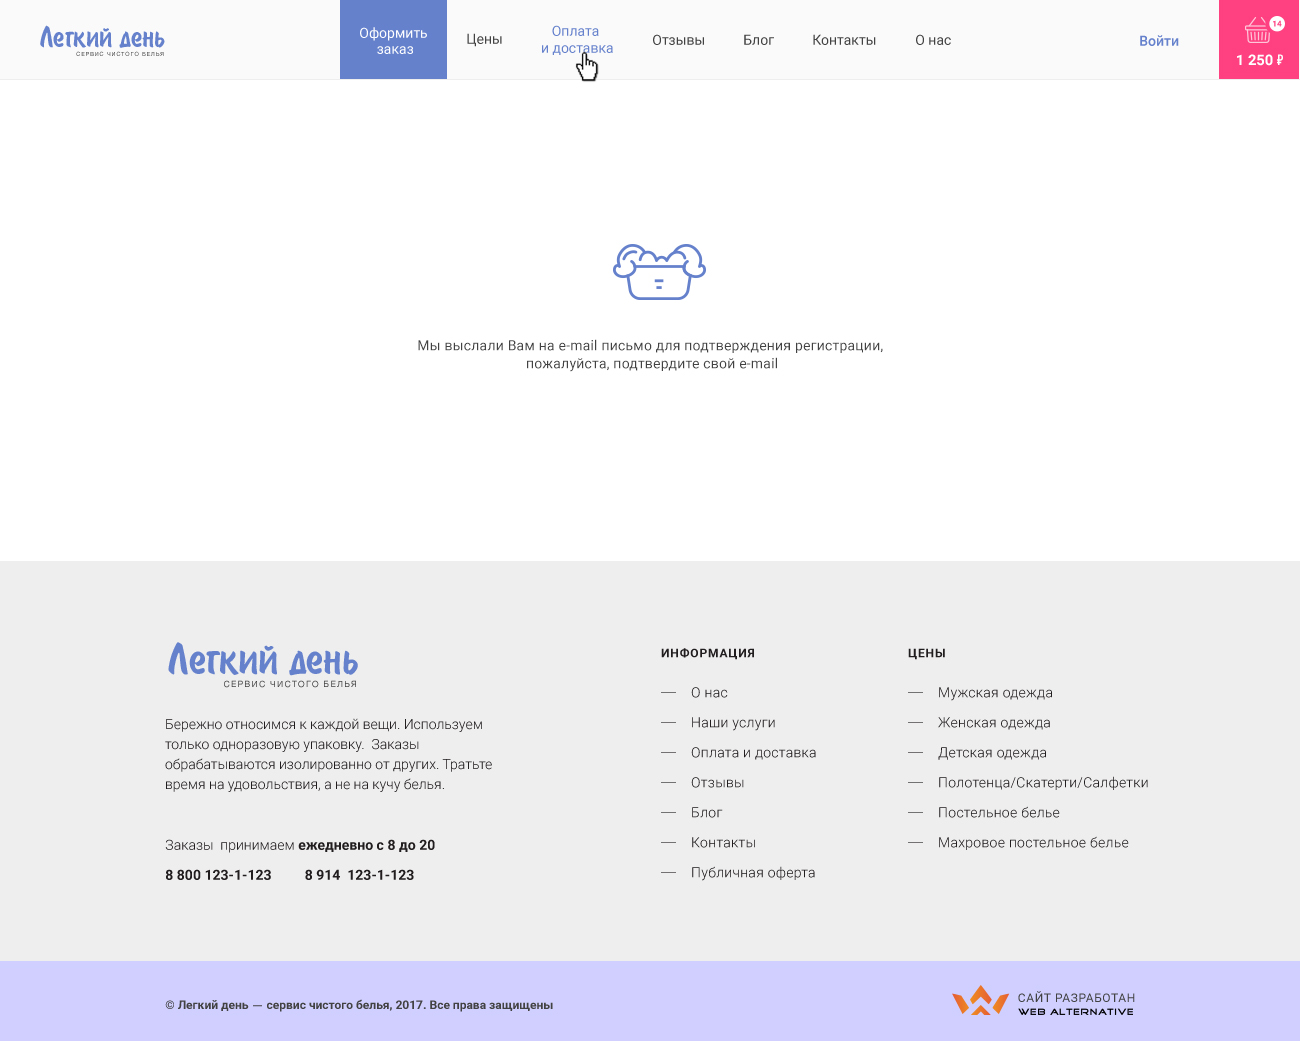 Легкий день
СЕРВИС ЧИСТОГО БЕЛЬЯ
Оформить
заказ
Цены
Оплата
и доставка
Отзывы
Блог
Контакты
О нас
Войти
14
1 250 ₽
Мы выслали Вам на e-mail письмо для подтверждения регистрации,
пожалуйста, подтвердите свой e-mail
Легкий день
СЕРВИС ЧИСТОГО БЕЛЬЯ
Бережно относимся к каждой вещи. Используем
только одноразовую упаковку.  Заказы
обрабатываются изолированно от других. Тратьте
время на удовольствия, а не на кучу белья.
Заказы  принимаем ежедневно с 8 до 20
8 800 123-1-123
8 914  123-1-123
ИНФОРМАЦИЯ
— О нас
— Наши услуги
— Оплата и доставка
— Отзывы
— Блог
— Контакты
— Публичная оферта
ЦЕНЫ
— Мужская одежда
— Женская одежда
— Детская одежда
— Полотенца/Скатерти/Салфетки
— Постельное белье
— Махровое постельное белье
© Легкий день — сервис чистого белья, 2017. Все права защищены
САЙТ РАЗРАБОТАН
WEB ALTERNATIVE